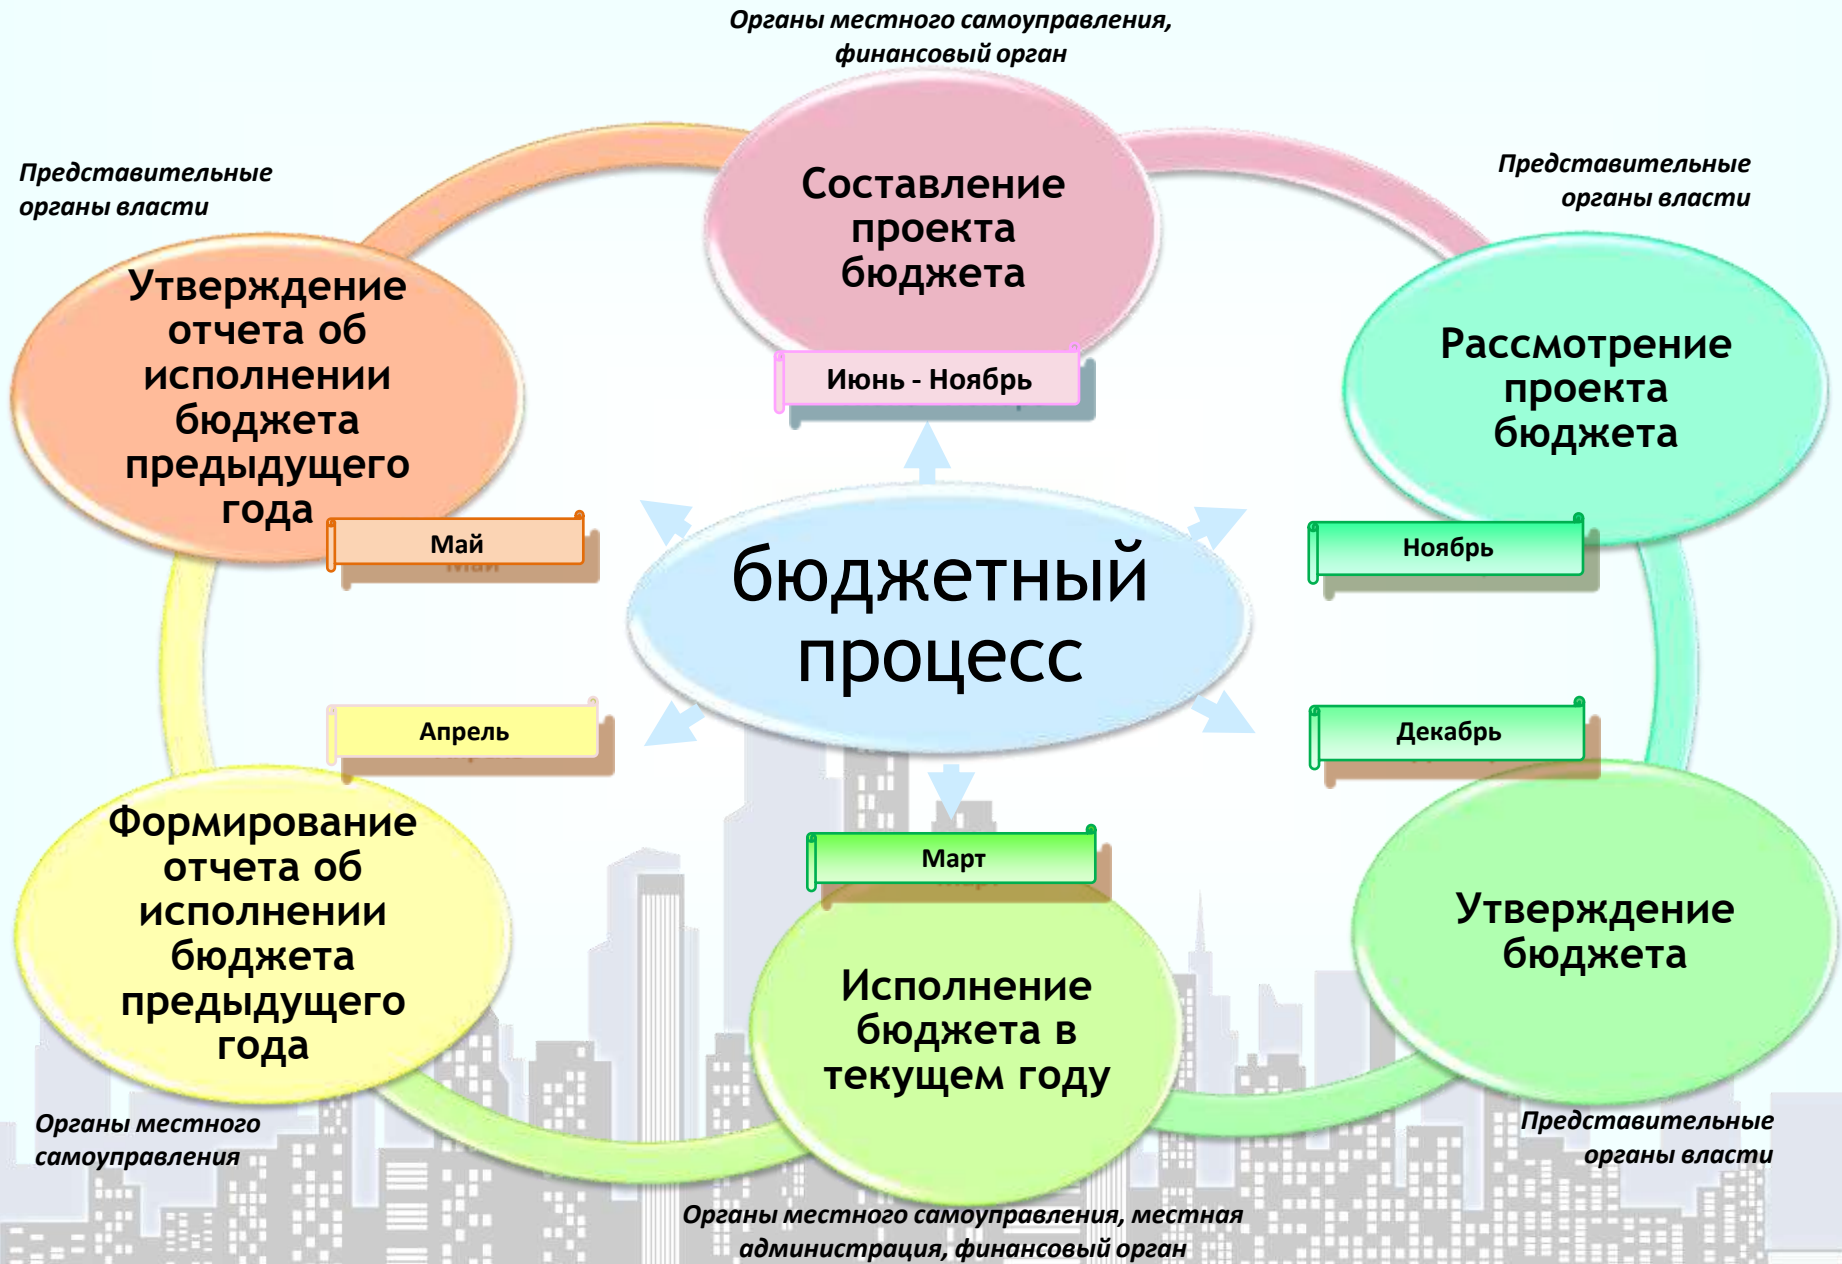 Органы местного самоуправления,
финансовый орган
Составление
проекта
бюджета
Июнь - Ноябрь
Представительные
органы власти
Рассмотрение
проекта
бюджета
Ноябрь
Декабрь
Утверждение
бюджета
Представительные
органы власти
Март
Исполнение
бюджета в
текущем году
Органы местного самоуправления, местная
администрация, финансовый орган
Апрель
Формирование
отчета об
исполнении
бюджета
предыдущего
года
Органы местного
самоуправления
Представительные
органы власти
Утверждение
отчета об
исполнении
бюджета
предыдущего
года
Май
бюджетный
процесс